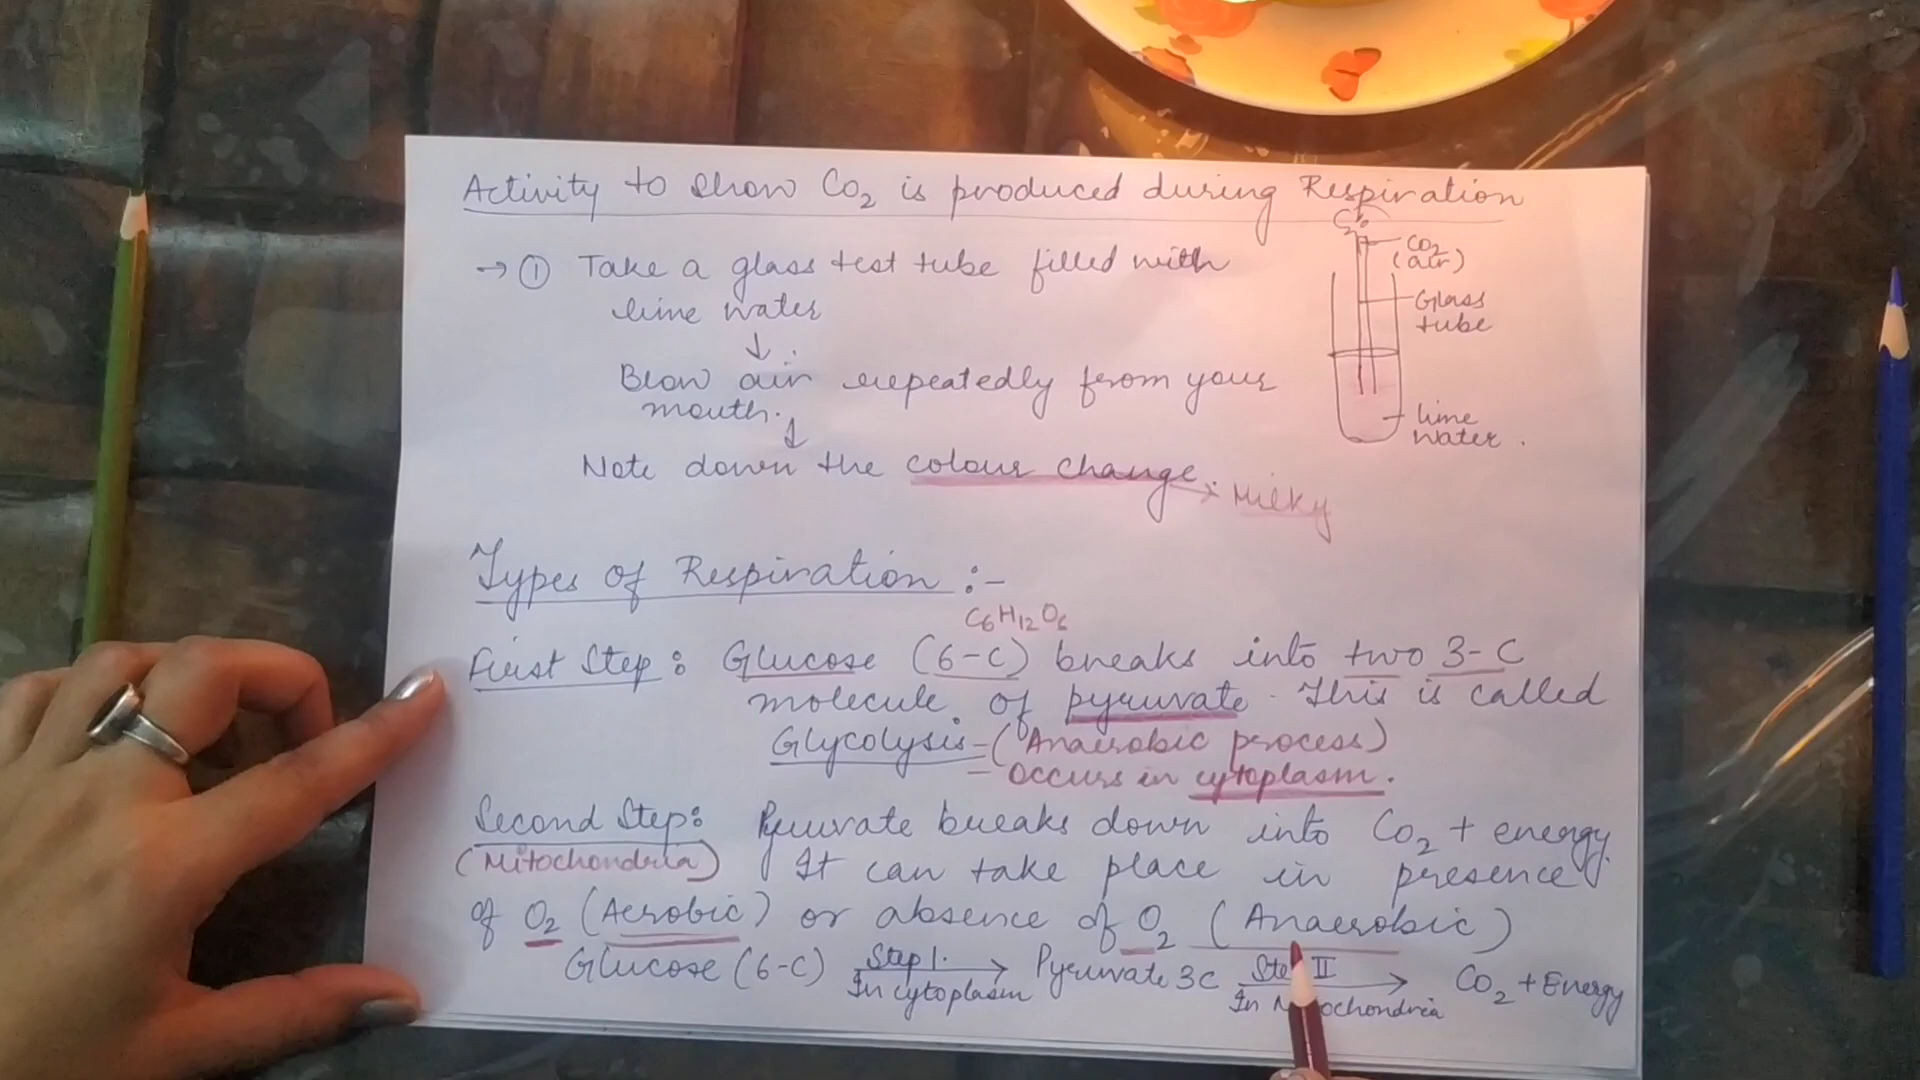 Activity to show CO2 is produced during Respiration
→ ① Take a glass test tube filled with
lime water
↓
Blow air repeatedly from your
mouth.
↓
Note down the colour change. → Milky
CO2
(air)
Glass
tube
lime
water.
Types of Respiration :-
C6H12O6
First Step: Glucose (6-C) breaks into two 3-C
molecule of pyruvate. This is called
Glycolysis - (Anaerobic process)
- Occurs in cytoplasm.
Second Step: Pyruvate breaks down into CO2 + energy.
(Mitochondria) It can take place in presence
of O2 (Aerobic) or absence of O2 (Anaerobic)
Glucose (6-C) Step 1. → In cytoplasm Pyruvate 3C Step II → In Mitochondria CO2 + Energy